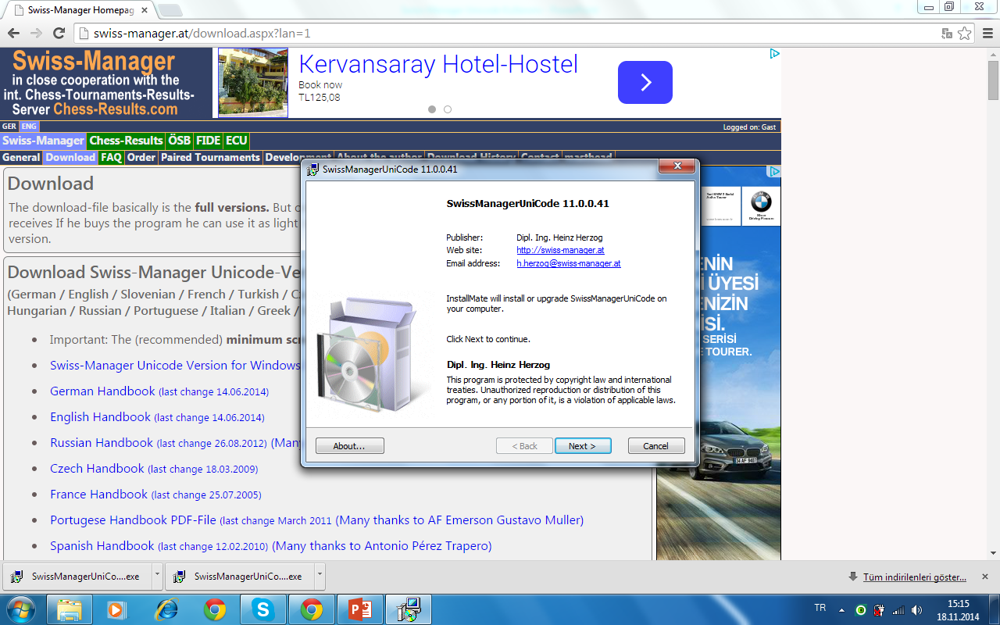 Swiss-Manager Homepag
swiss-manager.at/download.aspx?lan=1
Swiss-Manager
in close cooperation with the
int. Chess-Tournaments-Results-
Server Chess-Results.com
Kervansaray Hotel-Hostel
Book now
TL125,08
GER ENG
Logged on: Gast
Swiss-Manager Chess-Results ÖSB FIDE ECU
General Download FAQ Order Paired Tournaments Development About the author Download History Contact masthead
Download
The download-file basically is the full versions. But
receives If he buys the program he can use it as light
version.
Download Swiss-Manager Unicode-Ve
(German / English / Slovenian / French / Turkish /
Hungarian / Russian / Portuguese / Italian / Greek /
• Important: The (recommended) minimum scr
• Swiss-Manager Unicode Version for Windows
• German Handbook (last change 14.06.2014)
• English Handbook (last change 14.06.2014)
• Russian Handbook (last change 26.08.2012) (Man
• Czech Handbook (last change 18.03.2009)
• France Handbook (last change 25.07.2005)
• Portugese Handbook PDF-File (last change March 2011 (Many thanks to AF Emerson Gustavo Muller)
• Spanish Handbook (last change 12.02.2010) (Many thanks to Antonio Pérez Trapero)
SwissManagerUniCode 11.0.0.41
SwissManagerUniCode 11.0.0.41
Publisher: Dipl. Ing. Heinz Herzog
Web site: http://swiss-manager.at
Email address: h.herzog@swiss-manager.at
InstallMate will install or upgrade SwissManagerUniCode on
your computer.
Click Next to continue.
Dipl. Ing. Heinz Herzog
This program is protected by copyright law and international
treaties. Unauthorized reproduction or distribution of this
program, or any portion of it, is a violation of applicable laws.
About... < Back Next > Cancel
BMW
ENİN
İ ÜYESİ
ENİZİN
İSİ.
SERİSİ
E TOURER.
34 AF 9407
SwissManagerUniCo....exe
SwissManagerUniCo....exe
Tüm indirilenleri göster...
TR
15:15
18.11.2014